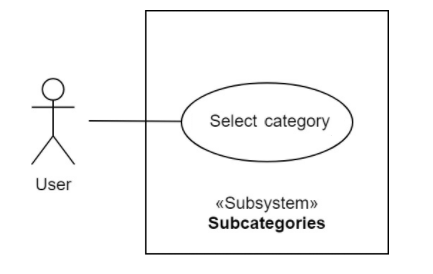 Select category
User
«Subsystem»
Subcategories